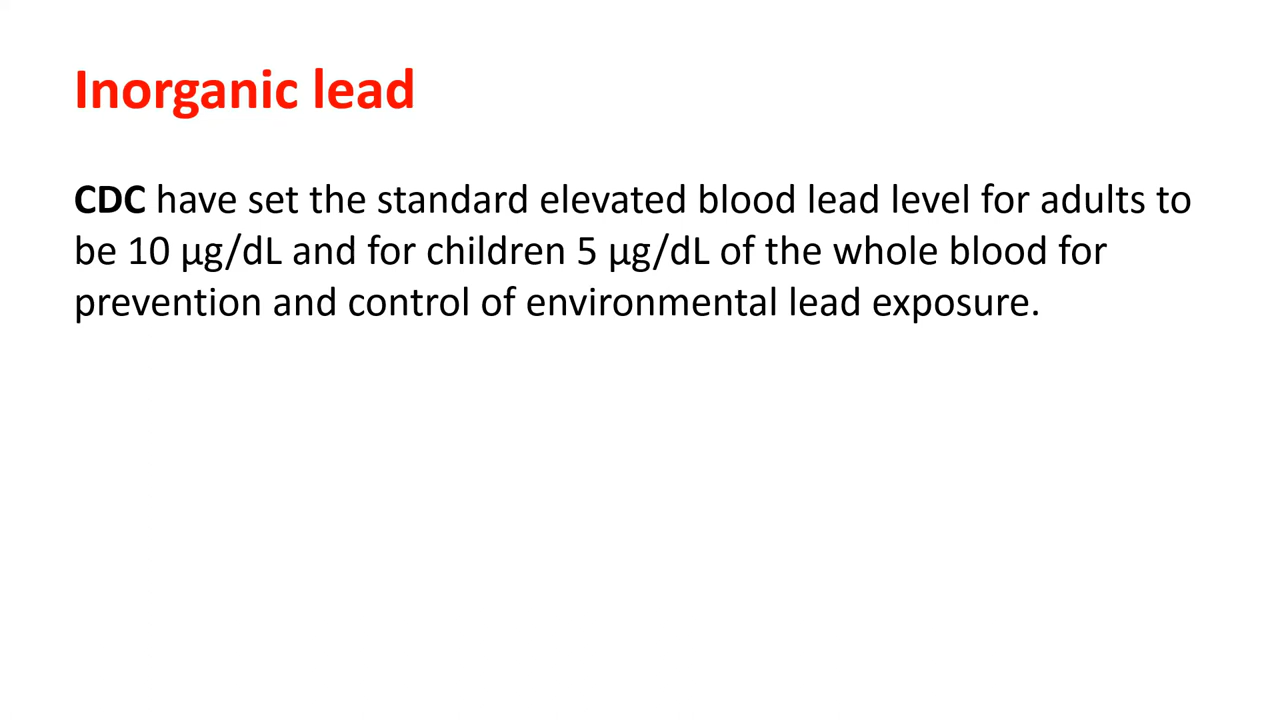 Inorganic lead
CDC have set the standard elevated blood lead level for adults to
be 10 µg/dL and for children 5 µg/dL of the whole blood for
prevention and control of environmental lead exposure.